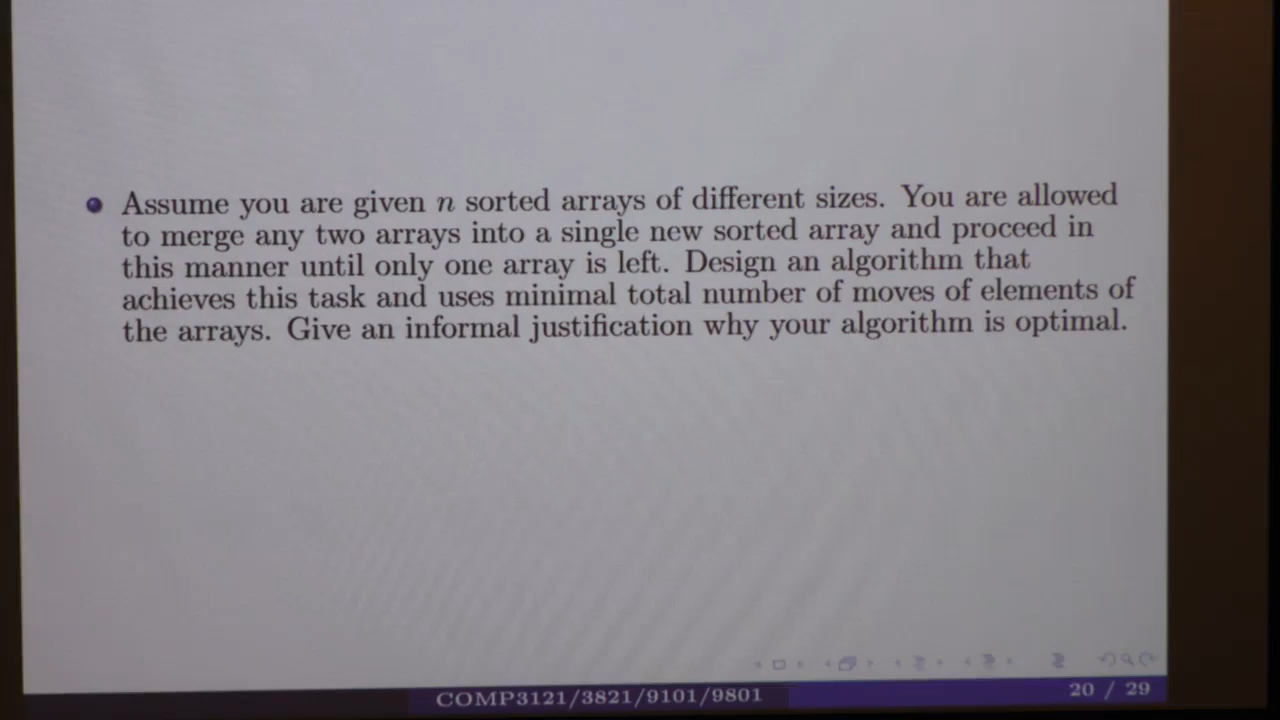 Assume you are given n sorted arrays of different sizes. You are allowed
to merge any two arrays into a single new sorted array and proceed in
this manner until only one array is left. Design an algorithm that
achieves this task and uses minimal total number of moves of elements of
the arrays. Give an informal justification why your algorithm is optimal.
COMP3121/3821/9101/9801
20 / 29